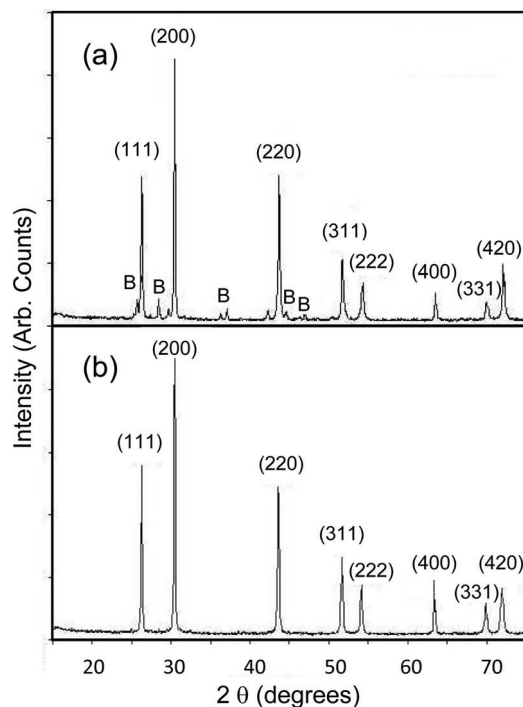 (a)
(200)
(111)
(220)
(311)
(222)
(400)
(331)
(420)
B
B
B
B
B
(b)
(200)
(111)
(220)
(311)
(222)
(400)
(331)
(420)
Intensity (Arb. Counts)
20 30 40 50 60 70
2 θ (degrees)